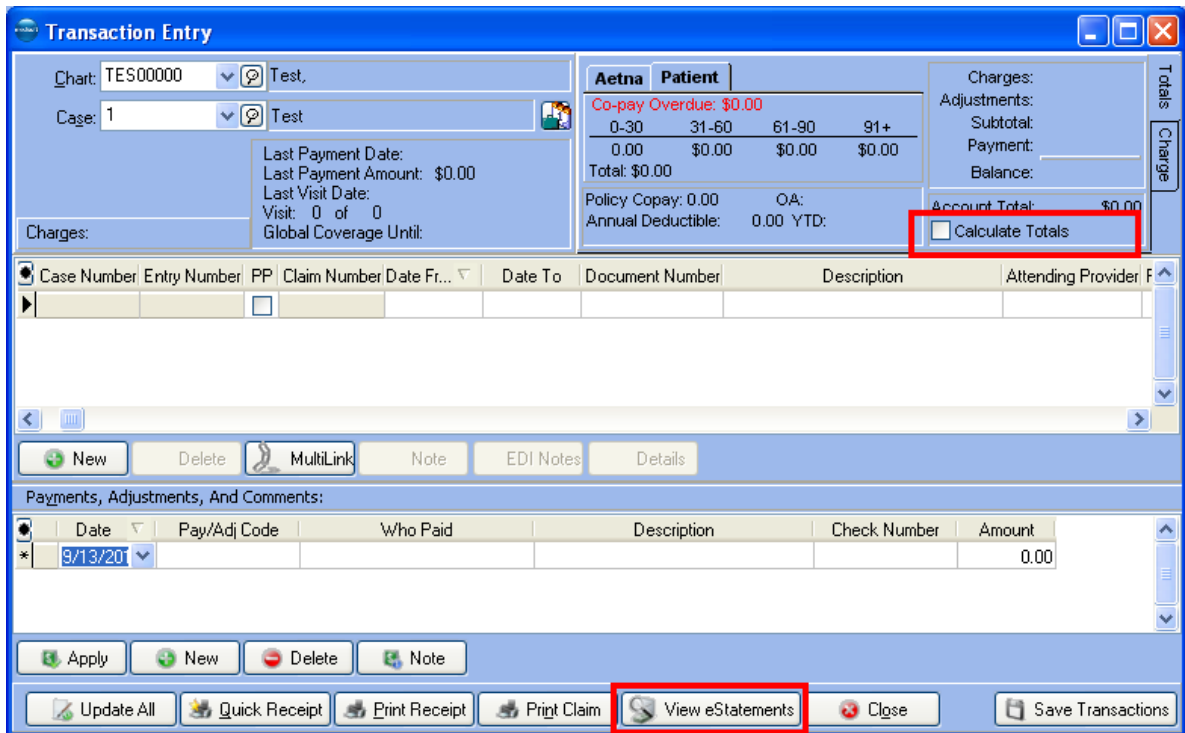 Transaction Entry
Chart: TES00000 Test,
Case: 1 Test
Last Payment Date:
Last Payment Amount: $0.00
Last Visit Date:
Visit: 0 of 0
Global Coverage Until:
Charges:
Aetna Patient
Co-pay Overdue: $0.00
0-30 31-60 61-90 91+
0.00 $0.00 $0.00 $0.00
Total: $0.00
Policy Copay: 0.00 OA:
Annual Deductible: 0.00 YTD:
Charges:
Adjustments:
Subtotal:
Payment:
Balance:
Account Total: $0.00
Calculate Totals
Totals
Charge
Case Number Entry Number PP Claim Number Date Fr... Date To Document Number Description Attending Provider
New Delete MultiLink Note EDI Notes Details
Payments, Adjustments, And Comments:
Date Pay/Adj Code Who Paid Description Check Number Amount
9/13/201 0.00
Apply New Delete Note
Update All Quick Receipt Print Receipt Print Claim View eStatements Close Save Transactions